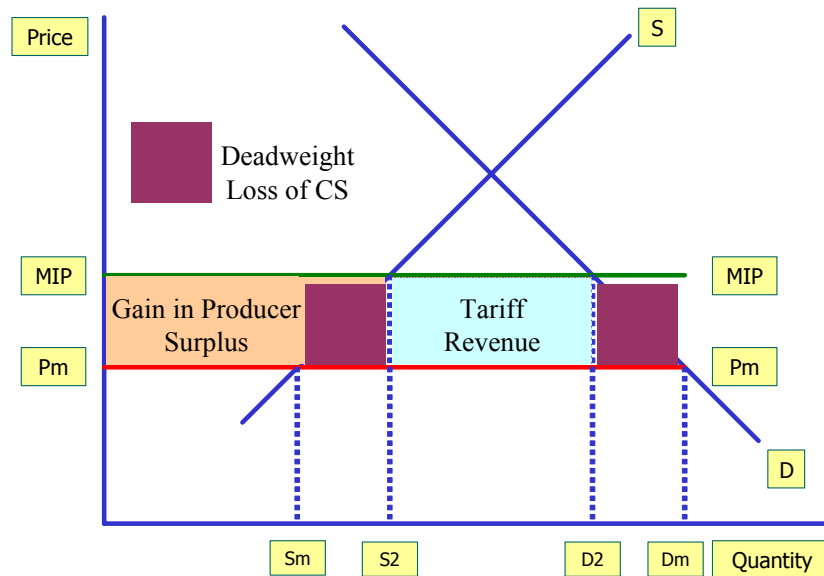 Price
S
Deadweight
Loss of CS
MIP
MIP
Gain in Producer
Surplus
Tariff
Revenue
Pm
Pm
D
Sm
S2
D2
Dm
Quantity